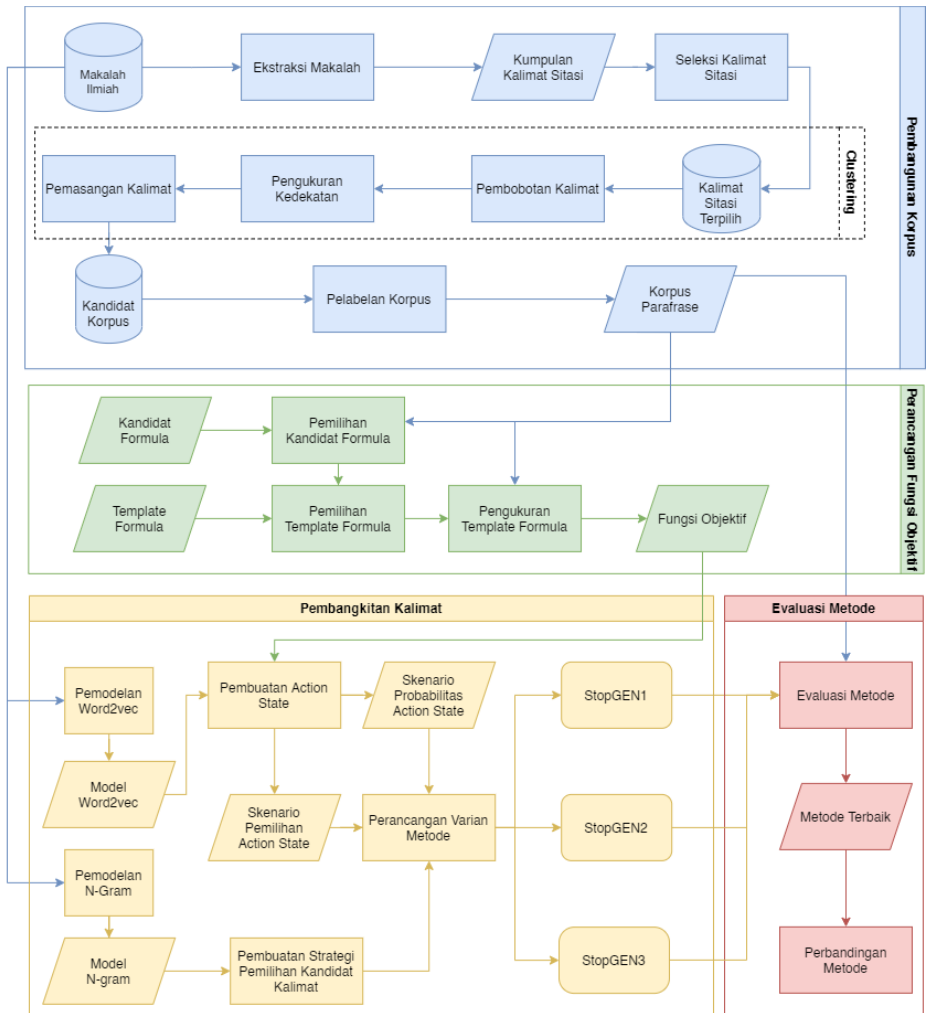 Makalah
Ilmiah
Ekstraksi Makalah
Kumpulan
Kalimat Sitasi
Seleksi Kalimat
Sitasi
Pembangunan Korpus
Clustering
Pemasangan Kalimat
Pengukuran
Kedekatan
Pembobotan Kalimat
Kalimat
Sitasi
Terpilih
Kandidat
Korpus
Pelabelan Korpus
Korpus
Parafrase
Perancangan Fungsi Objektif
Kandidat
Formula
Pemilihan
Kandidat Formula
Template
Formula
Pemilihan
Template Formula
Pengukuran
Template Formula
Fungsi Objektif
Pembangkitan Kalimat
Pemodelan
Word2vec
Pembuatan Action
State
Skenario
Probabilitas
Action State
StopGEN1
Model
Word2vec
Skenario
Pemilihan
Action State
Perancangan Varian
Metode
StopGEN2
Pemodelan
N-Gram
Model
N-gram
Pembuatan Strategi
Pemilihan Kandidat
Kalimat
StopGEN3
Evaluasi Metode
Evaluasi Metode
Metode Terbaik
Perbandingan
Metode